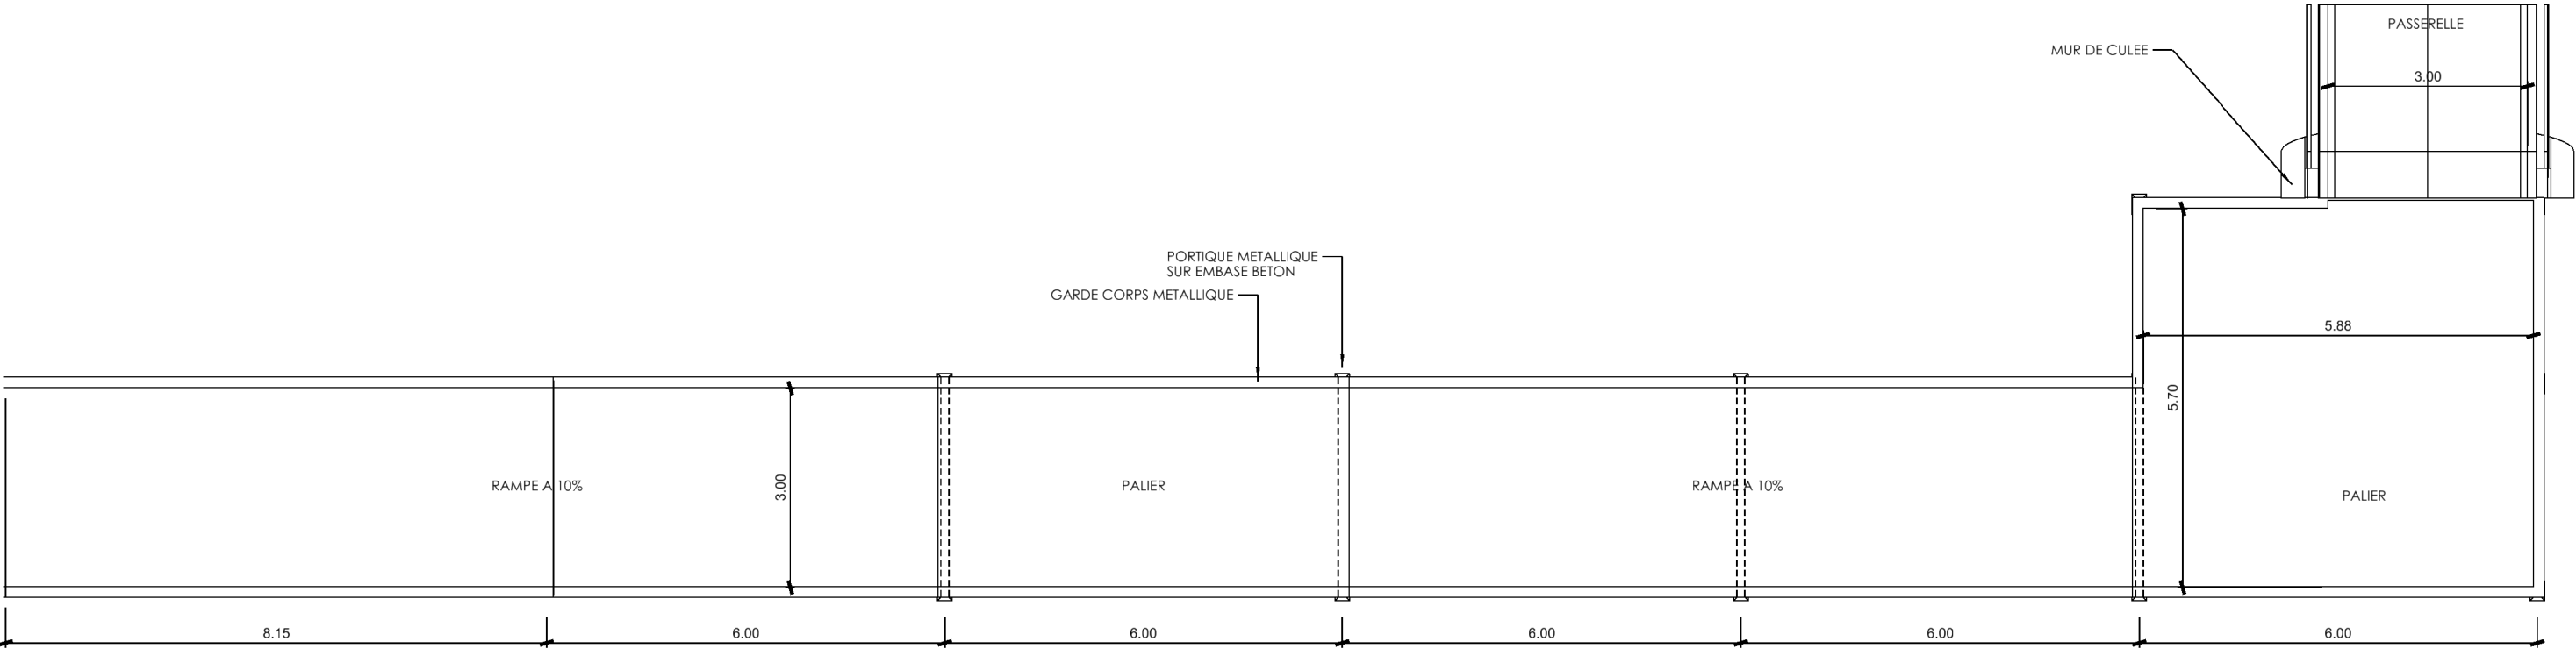 PASSERELLE
MUR DE CULEE
3.00
PORTIQUE METALLIQUE
SUR EMBASE BETON
GARDE CORPS METALLIQUE
5.88
5.70
RAMPE A 10%
3.00
PALIER
RAMPE A 10%
PALIER
8.15
6.00
6.00
6.00
6.00
6.00